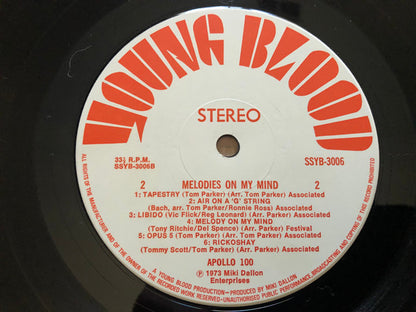 YOUNG BLOOD
STEREO
33⅓ R.P.M.
SSYB-3006B
SSYB-3006
2 MELODIES ON MY MIND 2
1: TAPESTRY (Tom Parker) (Arr. Tom Parker) Associated
2: AIR ON A 'G' STRING
(Bach, arr. Tom Parker/Ronnie Ross) Associated
3: LIBIDO (Vic Flick/Reg Leonard) (Arr. Parker) Associated
4: MELODY ON MY MIND
(Tony Ritchie/Del Spence) (Arr. Parker) Festival
5: OPUS 5 (Tom Parker) (Arr. Tom Parker) Associated
6: RICKOSHAY
(Tommy Scott/Tom Parker) (Arr. Tom Parker) Associated
APOLLO 100
Ⓟ 1973 Miki Dallon
Enterprises
A YOUNG BLOOD PRODUCTION — PRODUCED BY MIKI DALLON
ALL RIGHTS OF THE MANUFACTURER AND OF THE OWNER OF THE RECORDED WORK RESERVED—UNAUTHORISED PUBLIC PERFORMANCE, BROADCASTING AND COPYING OF THIS RECORD PROHIBITED